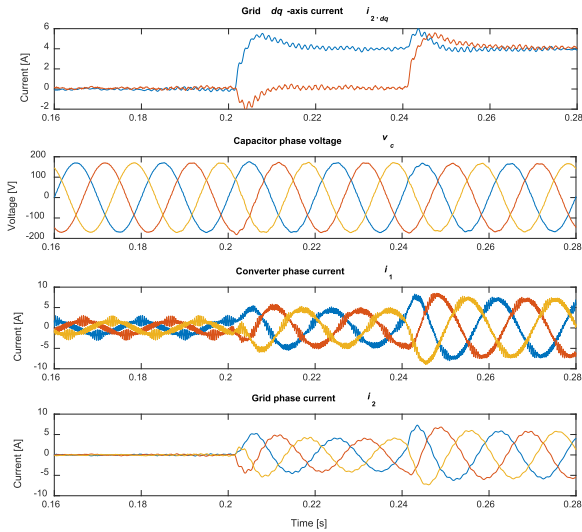 Grid dq -axis current i2,dq
Current [A]
6
4
2
0
-2
0.16 0.18 0.2 0.22 0.24 0.26 0.28
Capacitor phase voltage vc
Voltage [V]
200
100
0
-100
-200
0.16 0.18 0.2 0.22 0.24 0.26 0.28
Converter phase current i1
Current [A]
10
5
0
-5
-10
0.16 0.18 0.2 0.22 0.24 0.26 0.28
Grid phase current i2
Current [A]
10
5
0
-5
-10
0.16 0.18 0.2 0.22 0.24 0.26 0.28
Time [s]